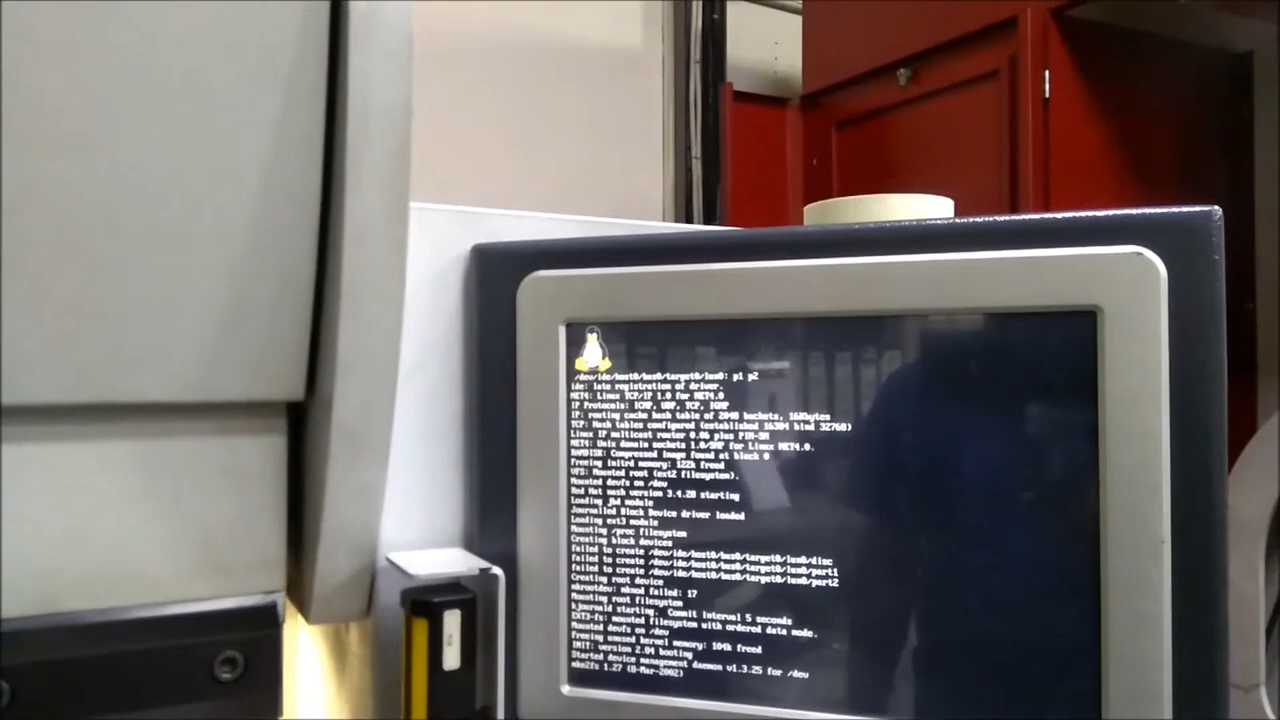 /dev/ide/host0/bus0/target0/lun0: p1 p2
ide: late registration of driver.
NET4: Linux TCP/IP 1.0 for NET4.0
IP Protocols: ICMP, UDP, TCP, IGMP
IP: routing cache hash table of 2048 buckets, 16Kbytes
TCP: Hash tables configured (established 16384 bind 32768)
Linux IP multicast router 0.06 plus PIM-SM
NET4: Unix domain sockets 1.0/SMP for Linux NET4.0.
RAMDISK: Compressed image found at block 0
Freeing initrd memory: 122k freed
VFS: Mounted root (ext2 filesystem).
Mounted devfs on /dev
Red Hat nash version 3.4.28 starting
Loading jbd module
Journalled Block Device driver loaded
Loading ext3 module
Mounting /proc filesystem
Creating block devices
failed to create /dev/ide/host0/bus0/target0/lun0/disc
failed to create /dev/ide/host0/bus0/target0/lun0/part1
failed to create /dev/ide/host0/bus0/target0/lun0/part2
Creating root device
mkrootdev: mknod failed: 17
Mounting root filesystem
kjournald starting.  Commit interval 5 seconds
EXT3-fs: mounted filesystem with ordered data mode.
Mounted devfs on /dev
Freeing unused kernel memory: 104k freed
INIT: version 2.84 booting
Started device management daemon v1.3.25 for /dev
mke2fs 1.27 (8-Mar-2002)